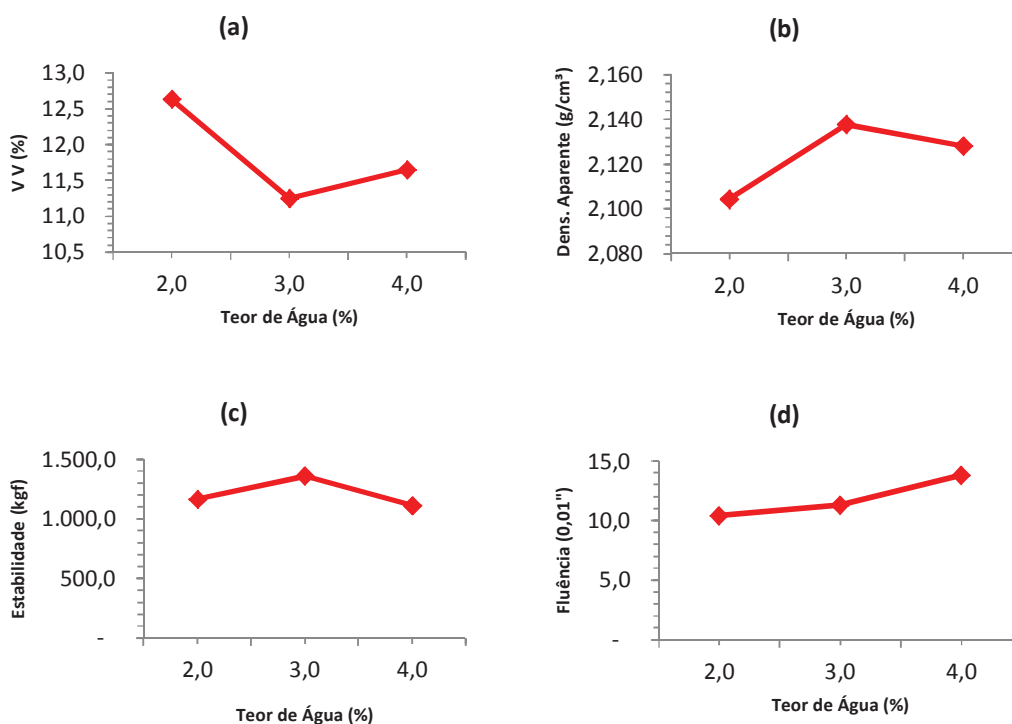 (a)
V V (%)
13,0
12,5
12,0
11,5
11,0
10,5
2,0 3,0 4,0
Teor de Água (%)
(b)
Dens. Aparente (g/cm³)
2,160
2,140
2,120
2,100
2,080
2,0 3,0 4,0
Teor de Água (%)
(c)
Estabilidade (kgf)
1.500,0
1.000,0
500,0
-
2,0 3,0 4,0
Teor de Água (%)
(d)
Fluência (0,01")
15,0
10,0
5,0
-
2,0 3,0 4,0
Teor de Água (%)